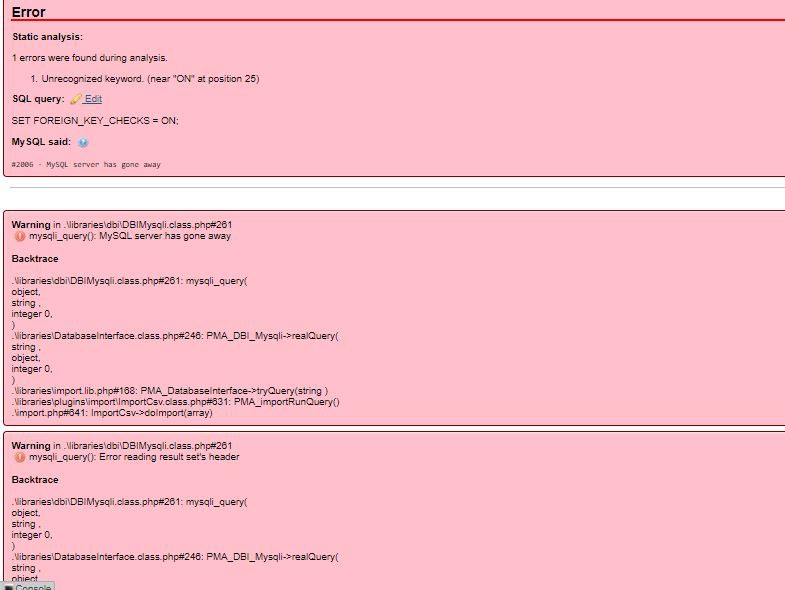 Error
Static analysis:
1 errors were found during analysis.
1. Unrecognized keyword. (near "ON" at position 25)
SQL query: Edit
SET FOREIGN_KEY_CHECKS = ON;
MySQL said:
#2006 - MySQL server has gone away
Warning in .\libraries\dbi\DBIMysqli.class.php#261
mysqli_query(): MySQL server has gone away
Backtrace
.\libraries\dbi\DBIMysqli.class.php#261: mysqli_query(
object,
string ,
integer 0,
)
.\libraries\DatabaseInterface.class.php#246: PMA_DBI_Mysqli->realQuery(
string ,
object,
integer 0,
)
.\libraries\import.lib.php#168: PMA_DatabaseInterface->tryQuery(string )
.\libraries\plugins\import\ImportCsv.class.php#631: PMA_importRunQuery()
.\import.php#641: ImportCsv->doImport(array)
Warning in .\libraries\dbi\DBIMysqli.class.php#261
mysqli_query(): Error reading result set's header
Backtrace
.\libraries\dbi\DBIMysqli.class.php#261: mysqli_query(
object,
string ,
integer 0,
)
.\libraries\DatabaseInterface.class.php#246: PMA_DBI_Mysqli->realQuery(
string ,
object
Console